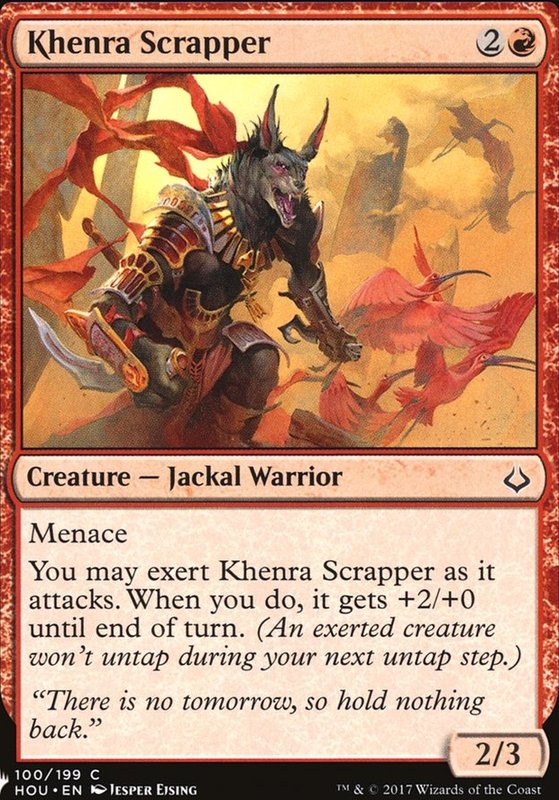 Khenra Scrapper 2
Creature — Jackal Warrior
Menace
You may exert Khenra Scrapper as it
attacks. When you do, it gets +2/+0
until end of turn. (An exerted creature
won't untap during your next untap step.)
"There is no tomorrow, so hold nothing
back."
2/3
100/199 C
HOU • EN Jesper Ejsing
™ & © 2017 Wizards of the Coast